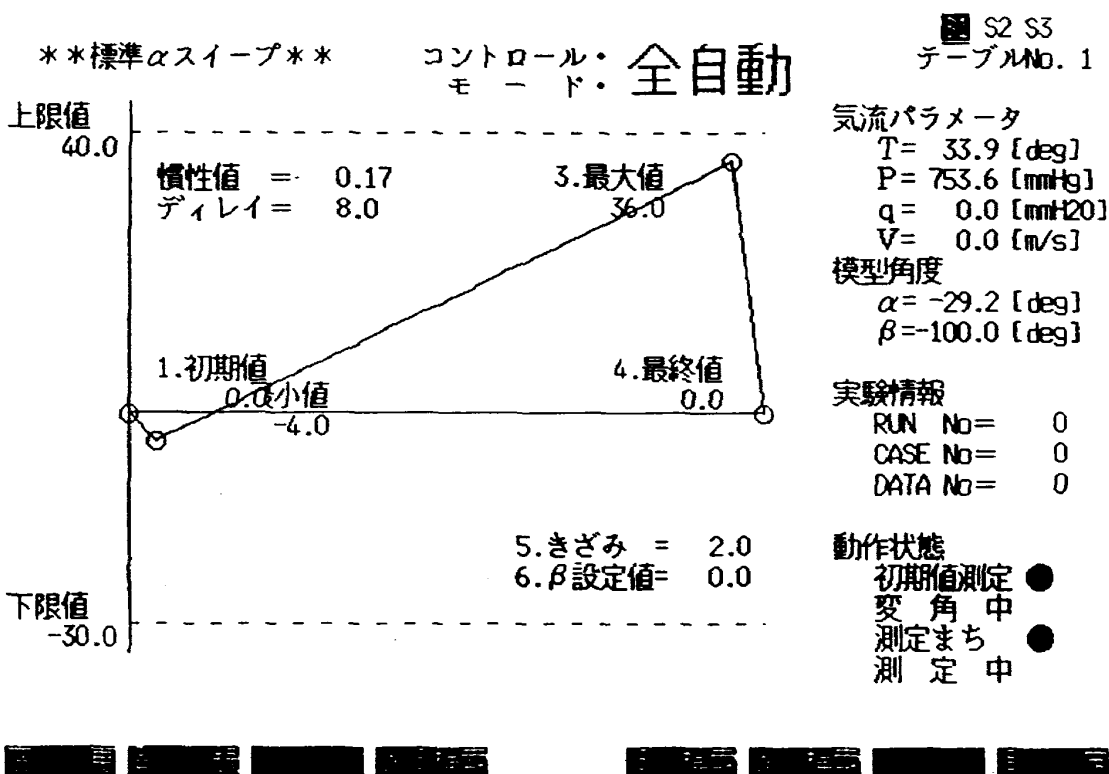 S2 S3
**標準αスイープ**
コントロール・
モード・
全自動
テーブルNo. 1
上限値
40.0
慣性値 = 0.17
ディレイ= 8.0
3.最大値
36.0
1.初期値
0.0
小値
-4.0
4.最終値
0.0
5.きざみ = 2.0
6.β設定値= 0.0
下限値
-30.0
気流パラメータ
T= 33.9 [deg]
P= 753.6 [mmHg]
q= 0.0 [mmH2O]
V= 0.0 [m/s]
模型角度
α= -29.2 [deg]
β=-100.0 [deg]
実験情報
RUN No= 0
CASE No= 0
DATA No= 0
動作状態
初期値測定 ●
変 角 中
測定まち ●
測 定 中